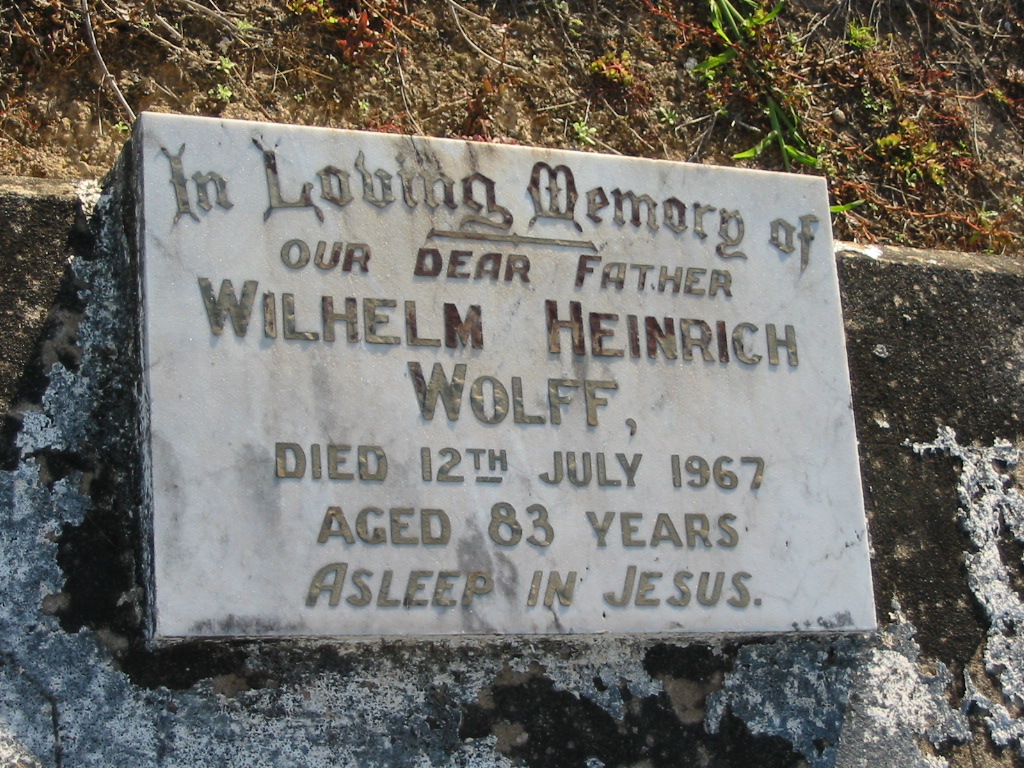 In Loving Memory of
OUR DEAR FATHER
WILHELM HEINRICH
WOLFF,
DIED 12TH JULY 1967
AGED 83 YEARS
ASLEEP IN JESUS.